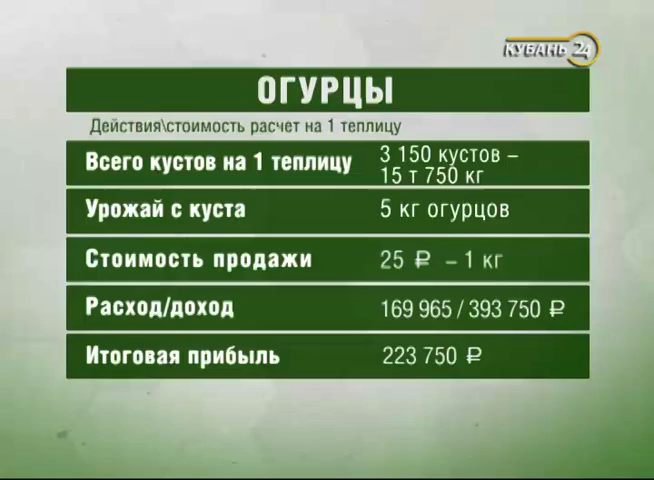 КУБАНЬ 24
ОГУРЦЫ
Действия\стоимость расчет на 1 теплицу
Всего кустов на 1 теплицу 3 150 кустов –
15 т 750 кг
Урожай с куста 5 кг огурцов
Стоимость продажи 25 ₽ – 1 кг
Расход/доход 169 965 / 393 750 ₽
Итоговая прибыль 223 750 ₽